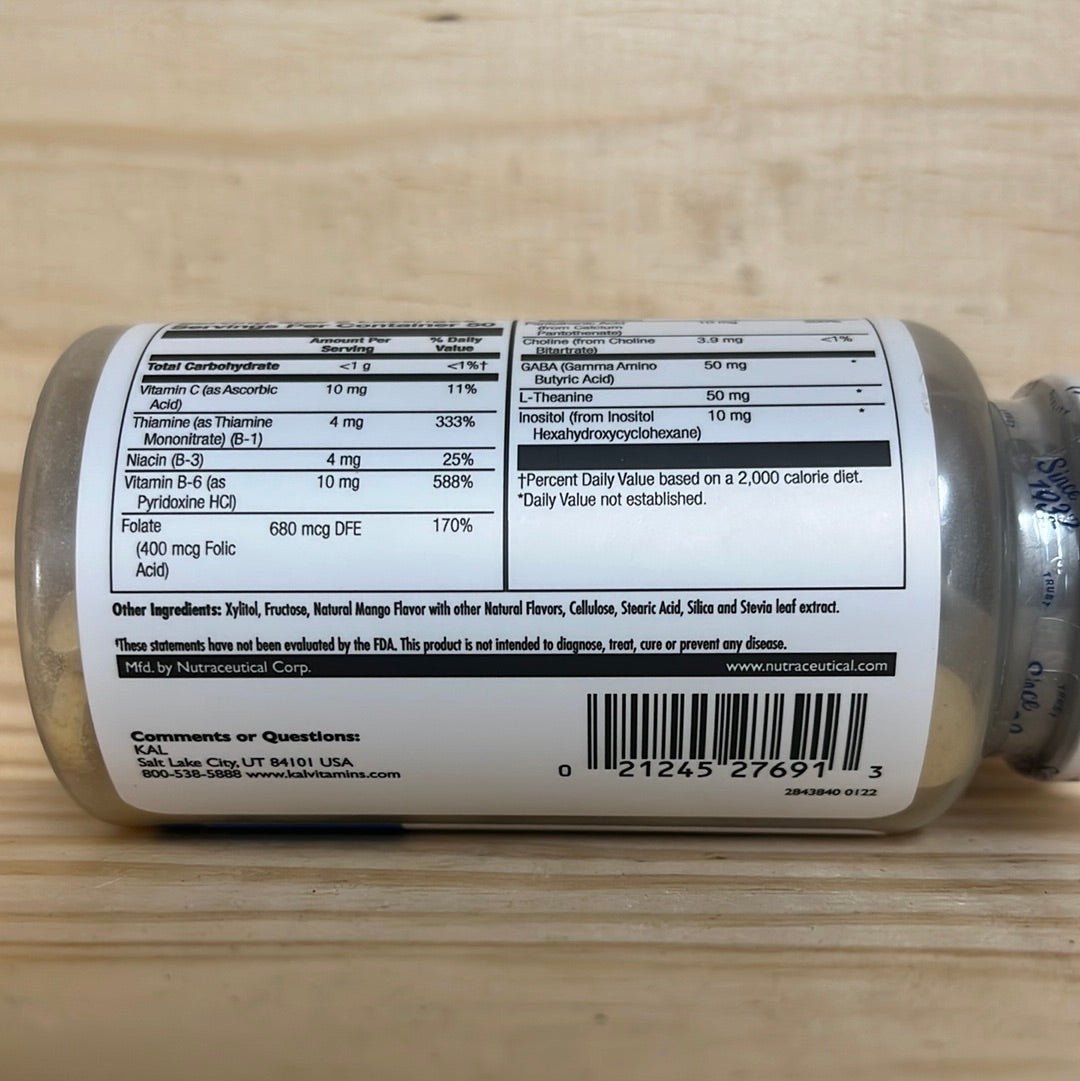 Servings Per Container 50
Amount Per % Daily
Serving Value
Total Carbohydrate <1 g <1%†
Vitamin C (as Ascorbic 10 mg 11%
Acid)
Thiamine (as Thiamine 4 mg 333%
Mononitrate) (B-1)
Niacin (B-3) 4 mg 25%
Vitamin B-6 (as 10 mg 588%
Pyridoxine HCl)
Folate 680 mcg DFE 170%
(400 mcg Folic
Acid)
(from Calcium
Pantothenate)
Choline (from Choline 3.9 mg <1%
Bitartrate)
GABA (Gamma Amino 50 mg *
Butyric Acid)
L-Theanine 50 mg *
Inositol (from Inositol 10 mg *
Hexahydroxycyclohexane)
†Percent Daily Value based on a 2,000 calorie diet.
*Daily Value not established.
Other Ingredients: Xylitol, Fructose, Natural Mango Flavor with other Natural Flavors, Cellulose, Stearic Acid, Silica and Stevia leaf extract.
†These statements have not been evaluated by the FDA. This product is not intended to diagnose, treat, cure or prevent any disease.
Mfd. by Nutraceutical Corp. www.nutraceutical.com
Comments or Questions:
KAL
Salt Lake City, UT 84101 USA
800-538-5888 www.kalvitamins.com
0 21245 27691 3
2843840 0122
Since
TRUST
Since